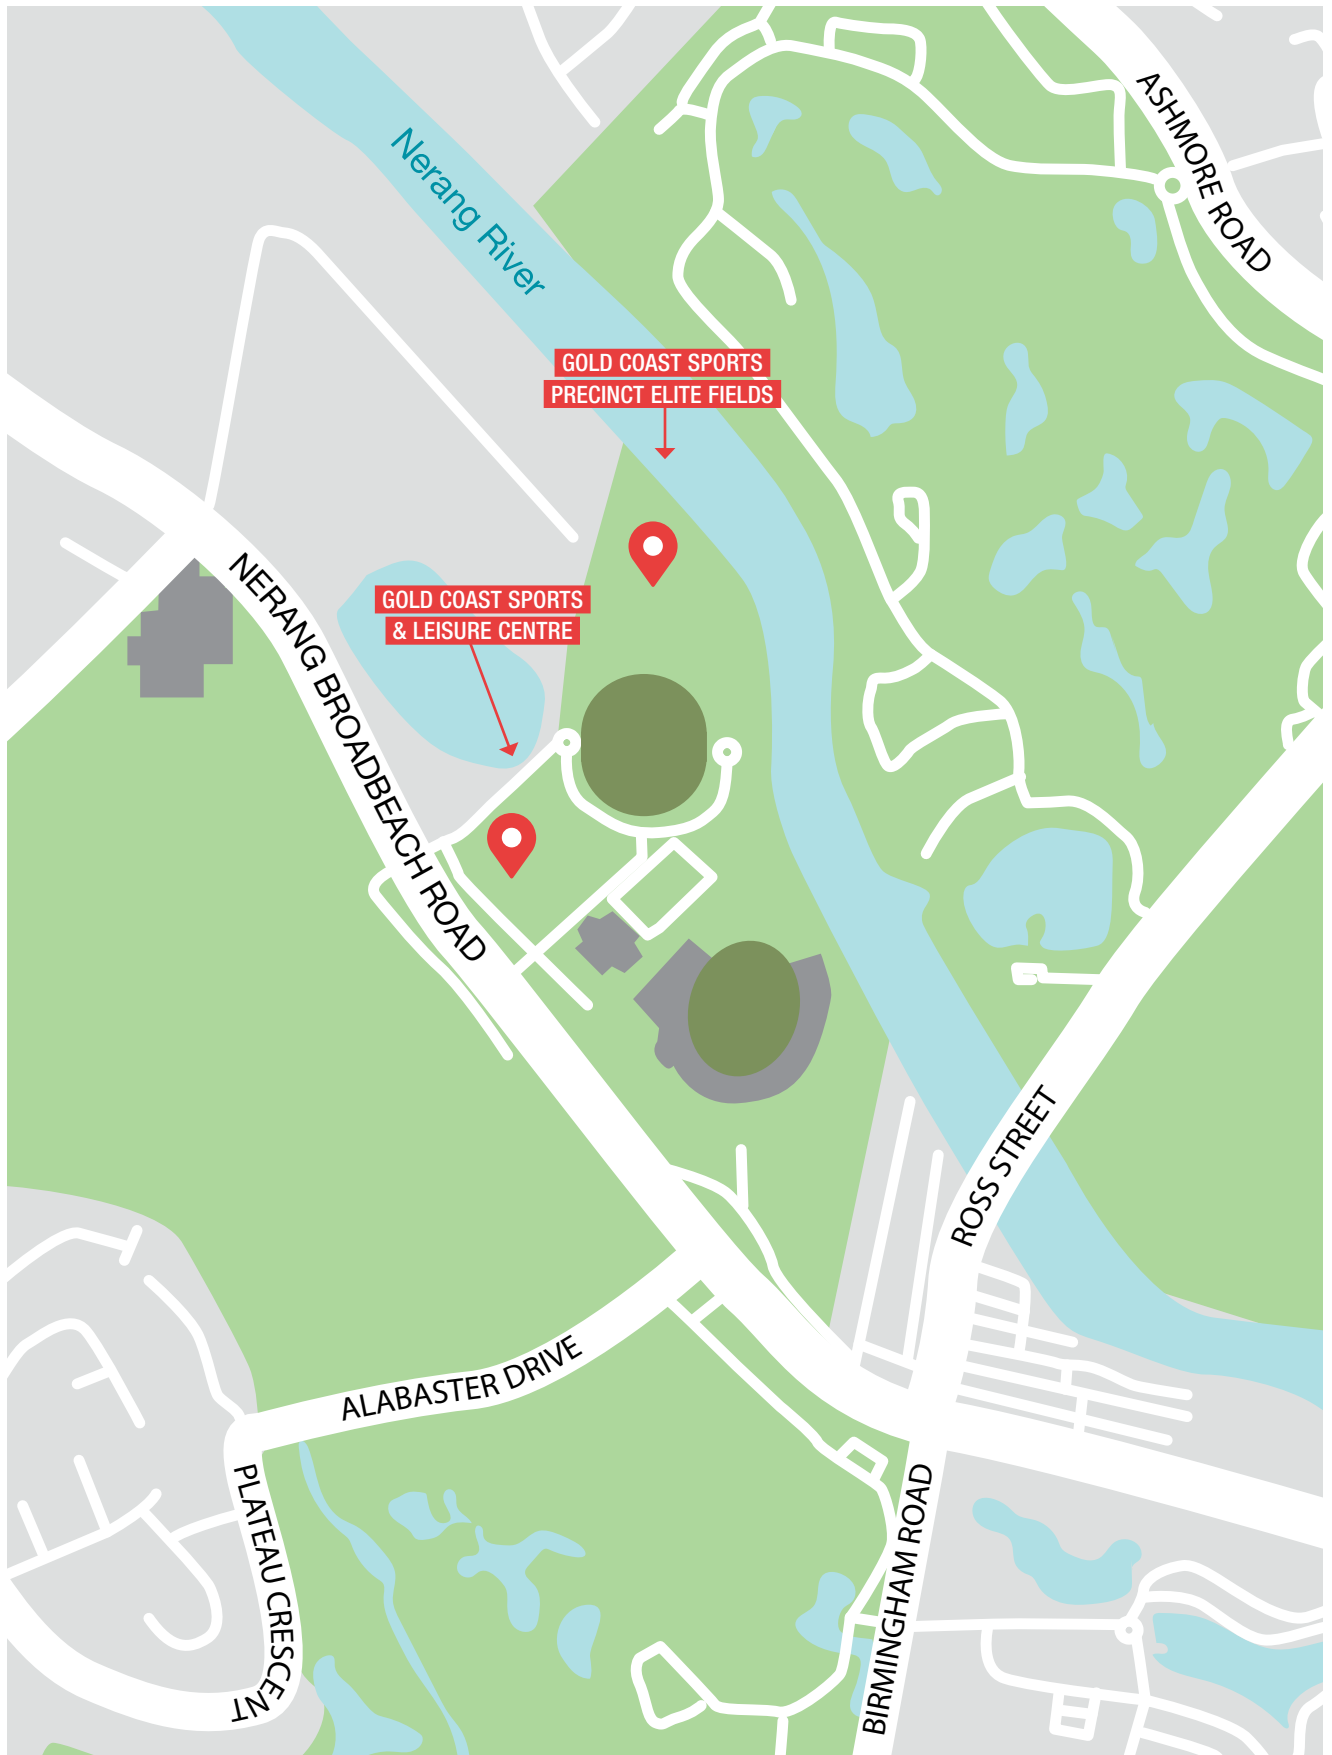 ASHMORE ROAD
Nerang River
GOLD COAST SPORTS
PRECINCT ELITE FIELDS
GOLD COAST SPORTS
& LEISURE CENTRE
NERANG BROADBEACH ROAD
ROSS STREET
ALABASTER DRIVE
PLATEAU CRESCENT
BIRMINGHAM ROAD